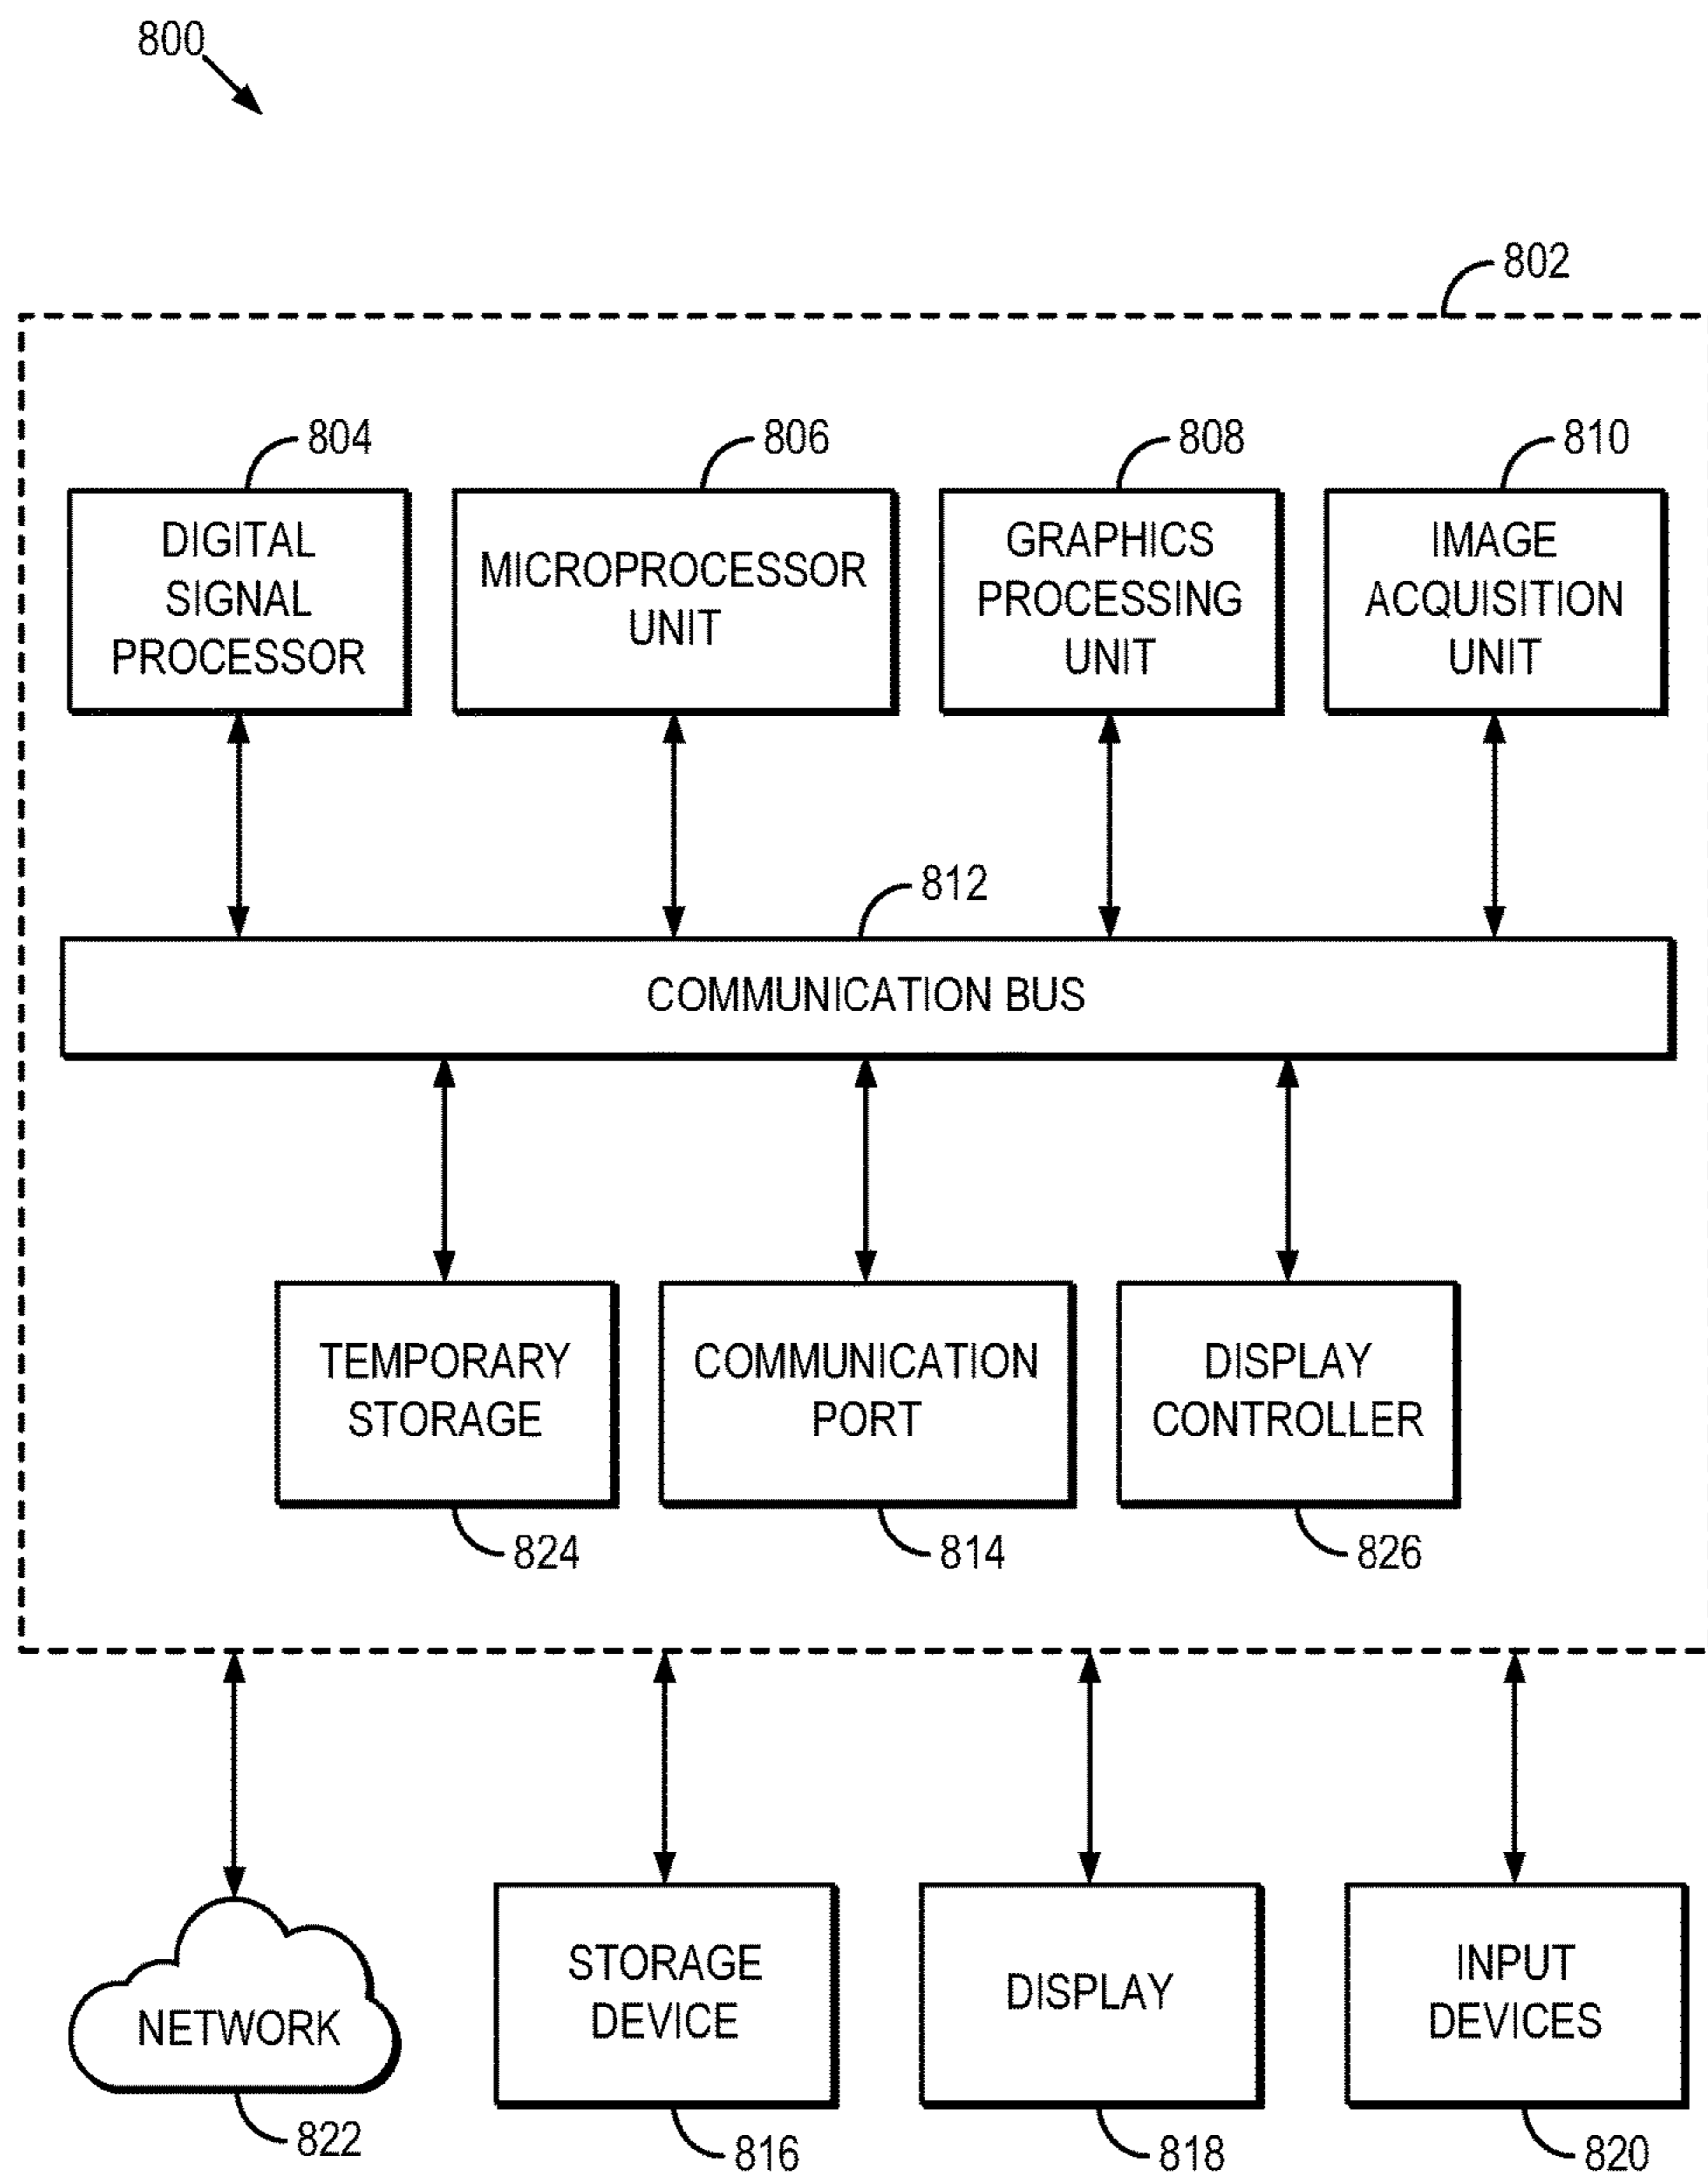 800
802
804
806
808
810
DIGITAL
SIGNAL
PROCESSOR
MICROPROCESSOR
UNIT
GRAPHICS
PROCESSING
UNIT
IMAGE
ACQUISITION
UNIT
812
COMMUNICATION BUS
TEMPORARY
STORAGE
COMMUNICATION
PORT
DISPLAY
CONTROLLER
824
814
826
NETWORK
STORAGE
DEVICE
DISPLAY
INPUT
DEVICES
822
816
818
820